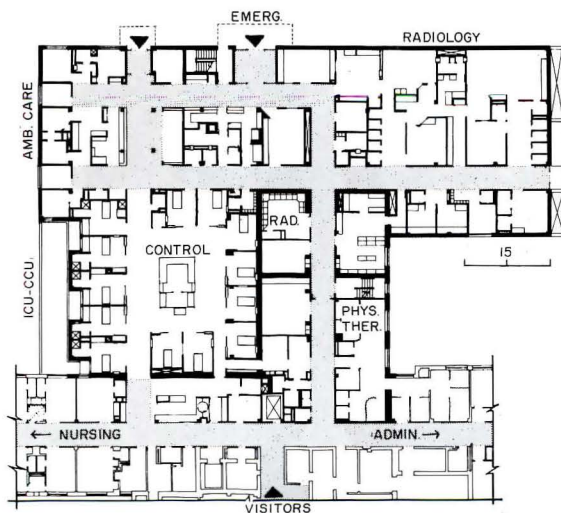 EMERG.
RADIOLOGY
AMB. CARE
RAD.
CONTROL
15
ICU-CCU,
PHYS.
THER.
← NURSING
ADMIN. →
VISITORS